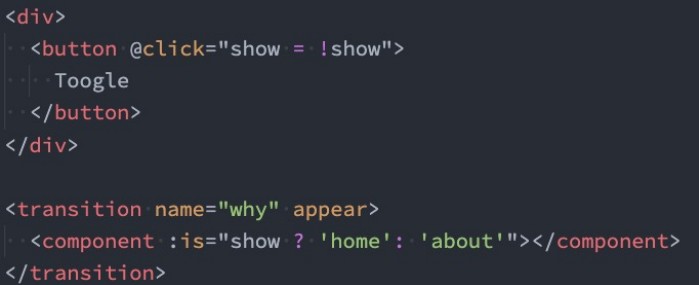 <div>
  <button @click="show = !show">
    Toogle
  </button>
</div>

<transition name="why" appear>
  <component :is="show ? 'home': 'about'"></component>
</transition>